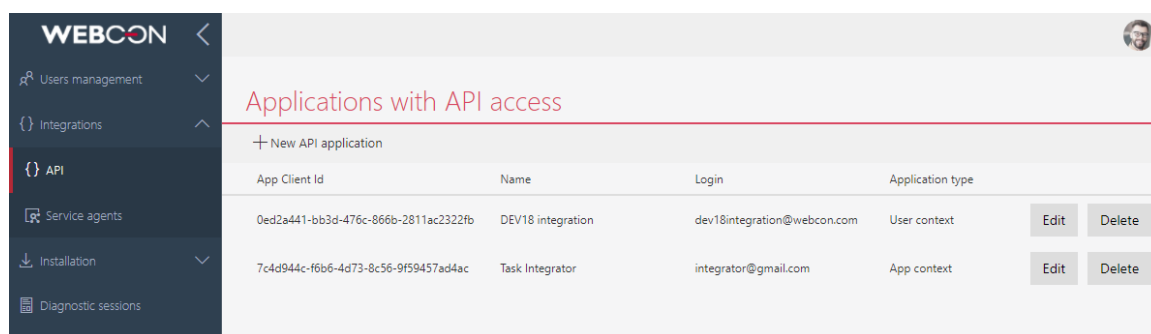 WEBCON
Users management
{ } Integrations
{ } API
Service agents
Installation
Diagnostic sessions
Applications with API access
+ New API application
App Client Id Name Login Application type
0ed2a441-bb3d-476c-866b-2811ac2322fb DEV18 integration dev18integration@webcon.com User context Edit Delete
7c4d944c-f6b6-4d73-8c56-9f59457ad4ac Task Integrator integrator@gmail.com App context Edit Delete